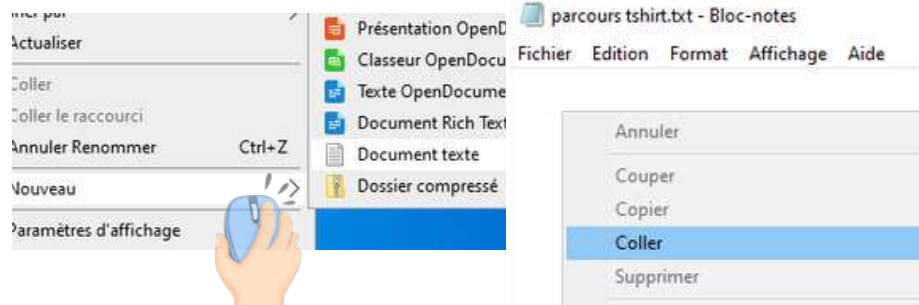 Actualiser
Coller
Coller le raccourci
Annuler Renommer Ctrl+Z
Nouveau
Paramètres d'affichage
Présentation OpenD
Classeur OpenDocu
Texte OpenDocume
Document Rich Text
Document texte
Dossier compressé
parcours tshirt.txt - Bloc-notes
Fichier Edition Format Affichage Aide
Annuler
Couper
Copier
Coller
Supprimer